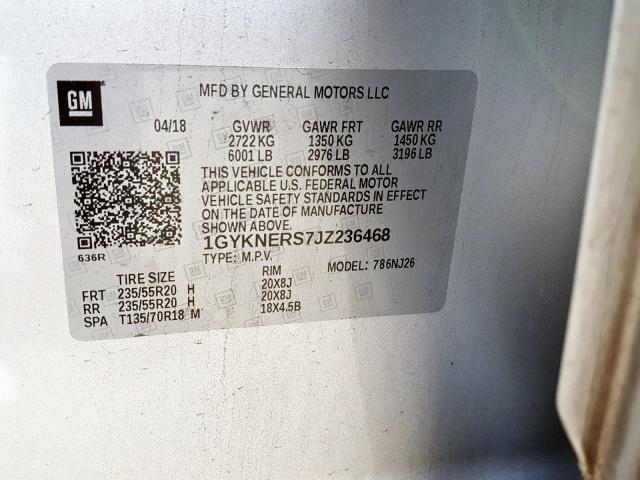 GM
MFD BY GENERAL MOTORS LLC
04/18 GVWR GAWR FRT GAWR RR
2722 KG 1350 KG 1450 KG
6001 LB 2976 LB 3196 LB
THIS VEHICLE CONFORMS TO ALL
APPLICABLE U.S. FEDERAL MOTOR
VEHICLE SAFETY STANDARDS IN EFFECT
ON THE DATE OF MANUFACTURE
SHOWN ABOVE.
636R
1GYKNERS7JZ236468
TYPE: M.P.V. MODEL: 786NJ26
TIRE SIZE RIM
FRT 235/55R20 H 20X8J
RR 235/55R20 H 20X8J
SPA T135/70R18 M 18X4.5B